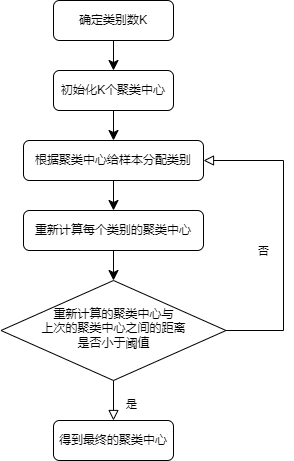 确定类别数K
初始化K个聚类中心
根据聚类中心给样本分配类别
重新计算每个类别的聚类中心
否
重新计算的聚类中心与
上次的聚类中心之间的距离
是否小于阈值
是
得到最终的聚类中心